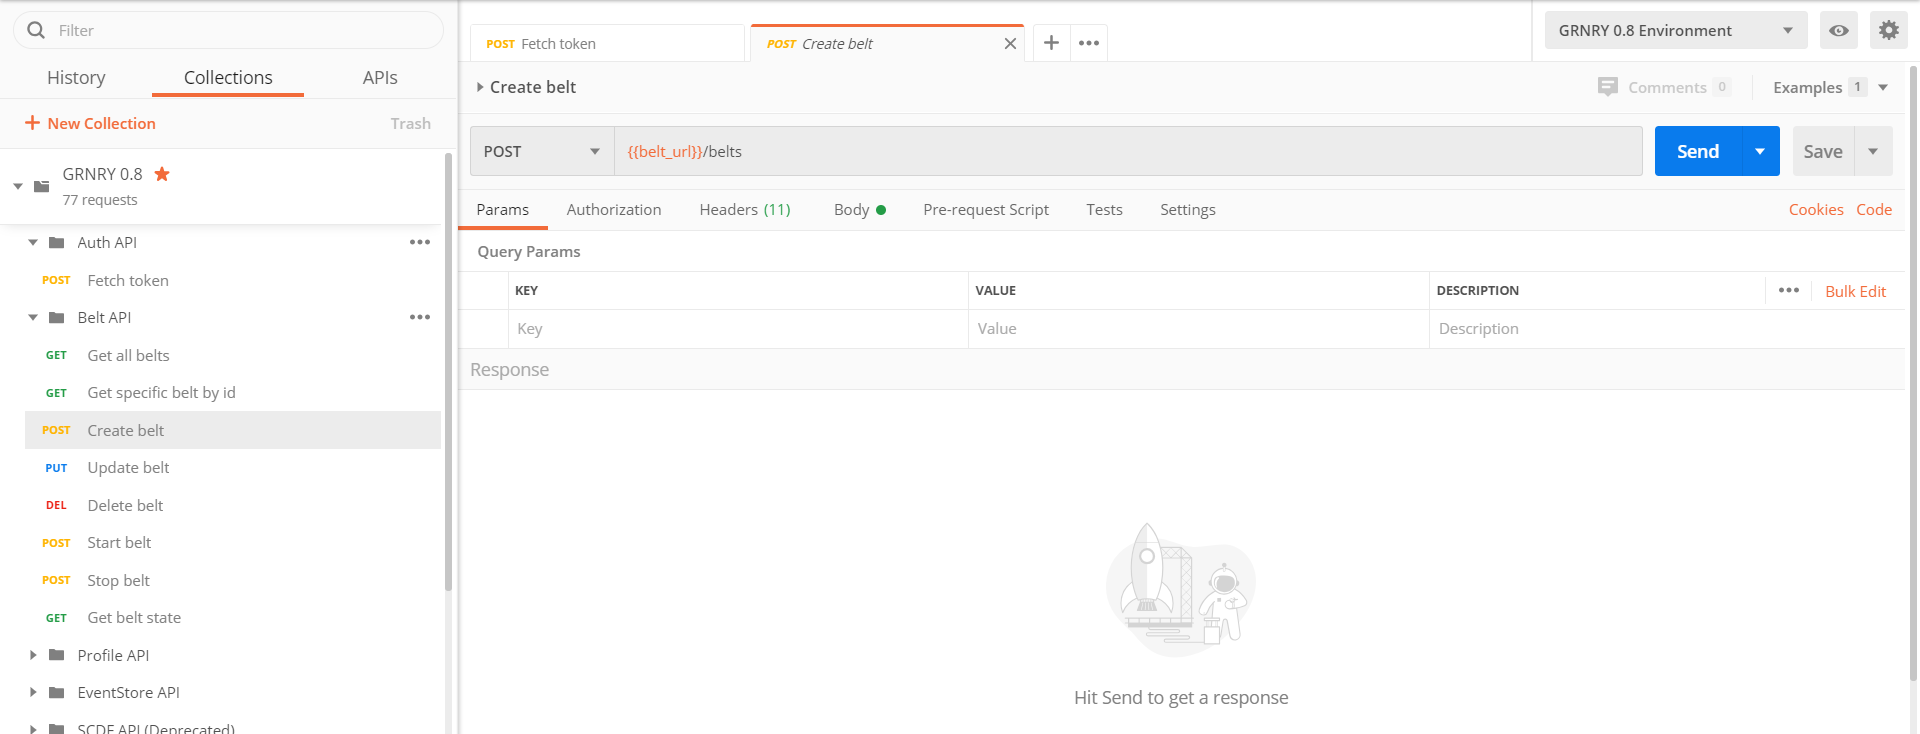 Filter
History Collections APIs
New Collection Trash
GRNRY 0.8
77 requests
Auth API
POST Fetch token
Belt API
GET Get all belts
GET Get specific belt by id
POST Create belt
PUT Update belt
DEL Delete belt
POST Start belt
POST Stop belt
GET Get belt state
Profile API
EventStore API
SCDF API (Deprecated)
POST Fetch token
POST Create belt
GRNRY 0.8 Environment
Create belt
Comments 0
Examples 1
POST {{belt_url}}/belts
Send
Save
Params Authorization Headers (11) Body Pre-request Script Tests Settings
Cookies Code
Query Params
KEY VALUE DESCRIPTION
Bulk Edit
Key Value Description
Response
Hit Send to get a response